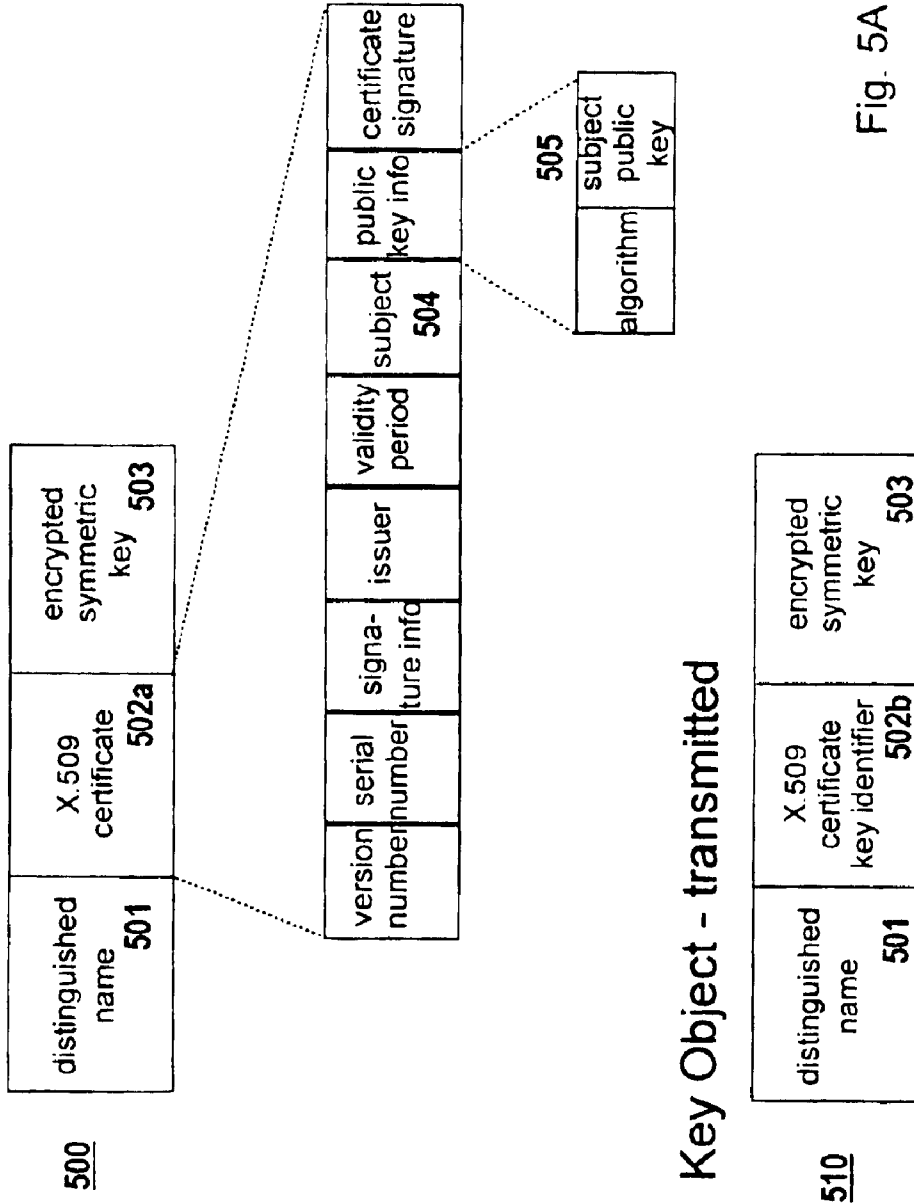 500
distinguished
name
501
X.509
certificate
502a
encrypted
symmetric
key
503
version
number
serial
number
signa-
ture info
issuer
validity
period
subject
504
public
key info
certificate
signature
505
algorithm
subject
public
key
Key Object - transmitted
510
distinguished
name
501
X.509
certificate
key identifier
502b
encrypted
symmetric
key
503
Fig. 5A